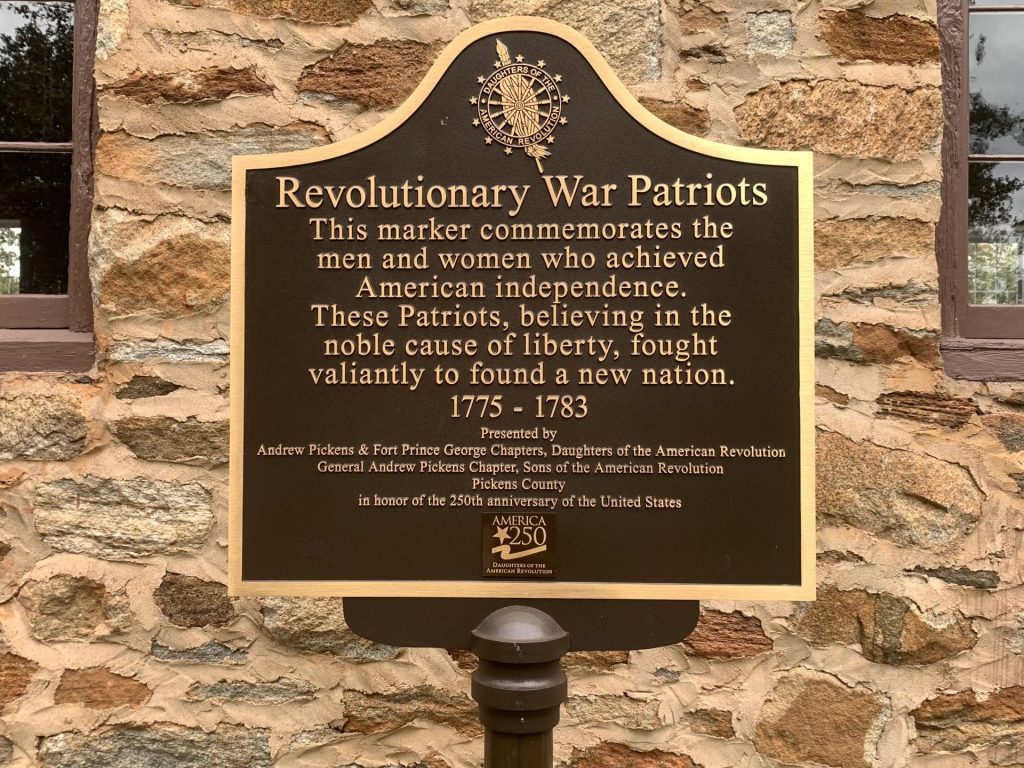 DAUGHTERS OF THE
AMERICAN REVOLUTION
Revolutionary War Patriots
This marker commemorates the
men and women who achieved
American independence.
These Patriots, believing in the
noble cause of liberty, fought
valiantly to found a new nation.
1775 - 1783
Presented by
Andrew Pickens & Fort Prince George Chapters, Daughters of the American Revolution
General Andrew Pickens Chapter, Sons of the American Revolution
Pickens County
in honor of the 250th anniversary of the United States
AMERICA
250
DAUGHTERS OF THE
AMERICAN REVOLUTION